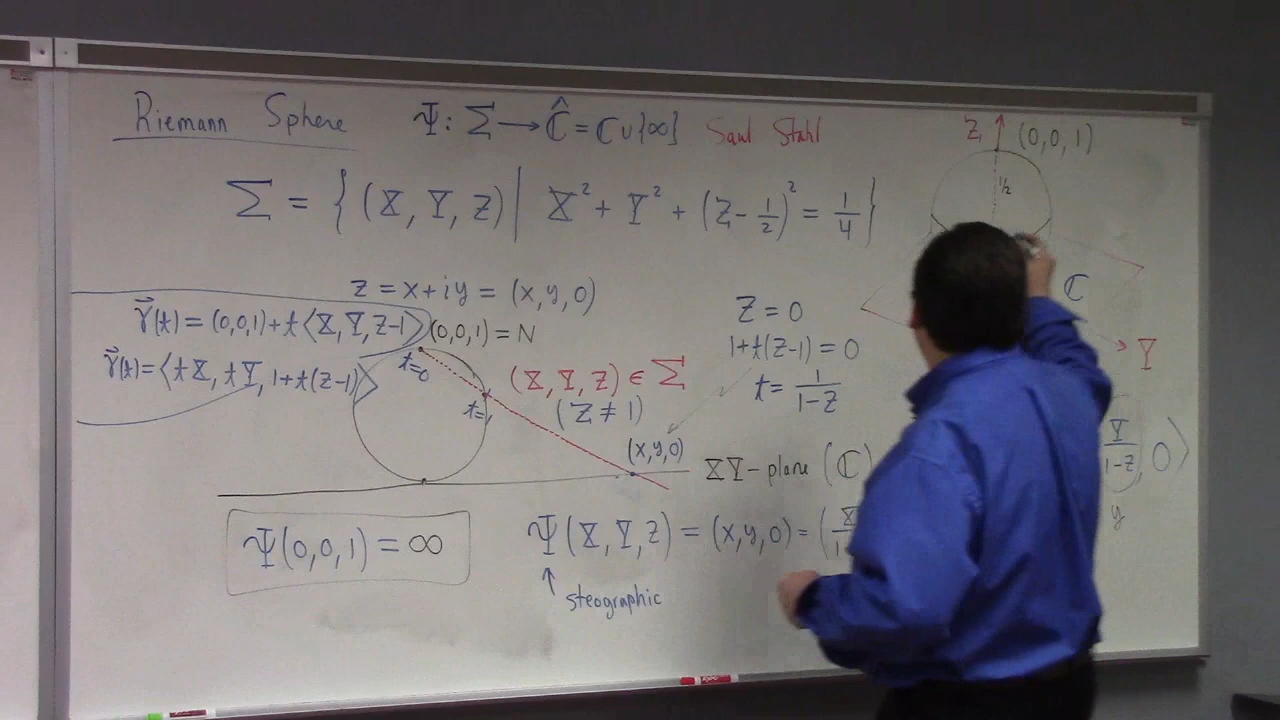 Riemann Sphere Ψ: Σ → Ĉ = ℂ∪{∞} Saul Stahl
Z (0,0,1)
1/2
Σ = { (X, Y, Z) | X² + Y² + (Z - 1/2)² = 1/4 }
z = x + iy = (x, y, 0)
ℂ
r⃗(t) = (0,0,1) + t⟨X, Y, Z-1⟩
(0,0,1) = N
Z = 0
Y
r⃗(t) = ⟨tX, tY, 1+t(Z-1)⟩
t=0
1+t(Z-1) = 0
(X, Y, Z) ∈ Σ
t=1
(Z ≠ 1)
t = 1/(1-Z)
(x, y, 0)
XY-plane (ℂ)
Y/(1-Z), 0⟩
y
Ψ(0,0,1) = ∞
Ψ(X, Y, Z) = (x, y, 0) = (X
↑
steographic